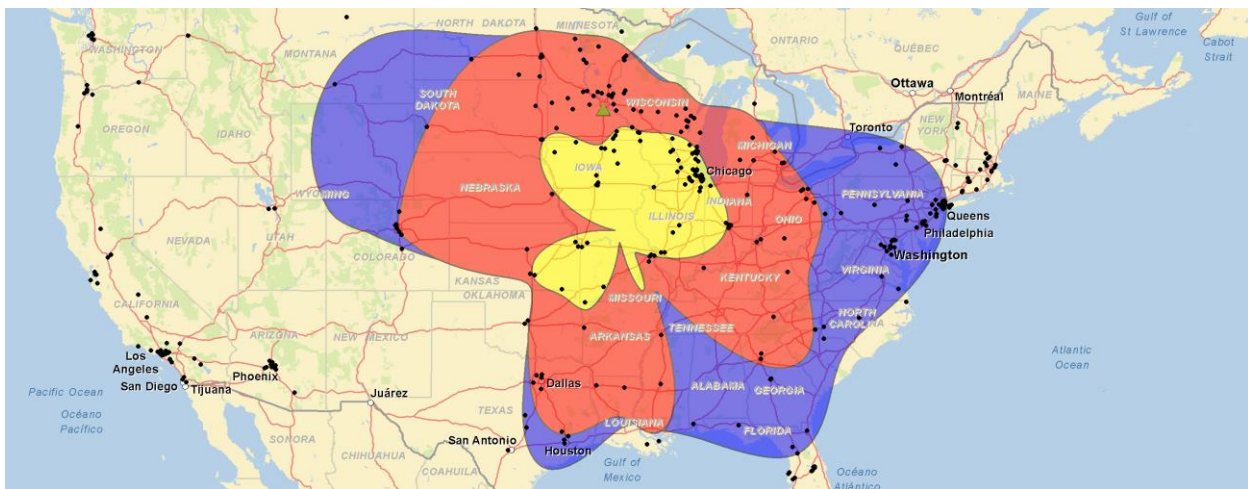 NORTH DAKOTA
MINNESOTA
ONTARIO
QUÉBEC
Gulf of
St Lawrence
Cabot
Strait
WASHINGTON
MONTANA
Ottawa
Montréal
MAINE
SOUTH
DAKOTA
WISCONSIN
OREGON
IDAHO
NEW
YORK
Toronto
MICHIGAN
IOWA
Chicago
WYOMING
NEBRASKA
PENNSYLVANIA
INDIANA
ILLINOIS
OHIO
Queens
Philadelphia
NEVADA
UTAH
COLORADO
Washington
KANSAS
KENTUCKY
VIRGINIA
CALIFORNIA
OKLAHOMA
MISSOURI
NORTH
CAROLINA
ARIZONA
NEW MEXICO
ARKANSAS
TENNESSEE
Los
Angeles
Atlantic
Ocean
San Diego
Tijuana
Phoenix
Dallas
ALABAMA
GEORGIA
Pacific Ocean
Juárez
Océano
Pacífico
TEXAS
LOUISIANA
FLORIDA
SONORA
San Antonio
Houston
CHIHUAHUA
COAHUILA
Gulf of
Mexico
Océano
Atlántico